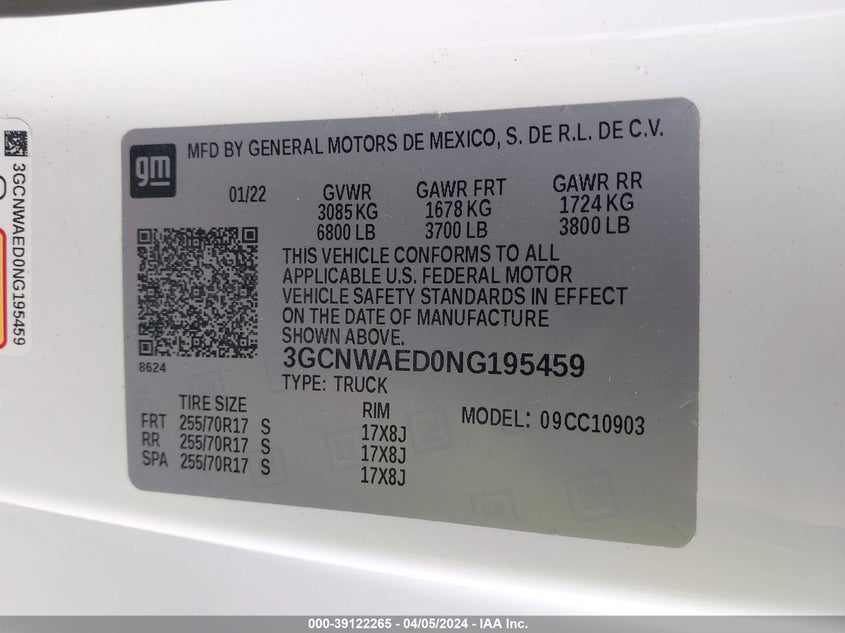 3GCNWAED0NG195459
gm
MFD BY GENERAL MOTORS DE MEXICO, S. DE R.L. DE C.V.
01/22 GVWR GAWR FRT GAWR RR
3085 KG 1678 KG 1724 KG
6800 LB 3700 LB 3800 LB
THIS VEHICLE CONFORMS TO ALL
APPLICABLE U.S. FEDERAL MOTOR
VEHICLE SAFETY STANDARDS IN EFFECT
ON THE DATE OF MANUFACTURE
SHOWN ABOVE.
8624
3GCNWAED0NG195459
TYPE: TRUCK
TIRE SIZE RIM MODEL: 09CC10903
FRT 255/70R17 S 17X8J
RR 255/70R17 S 17X8J
SPA 255/70R17 S 17X8J
000-39122265 - 04/05/2024 - IAA Inc.